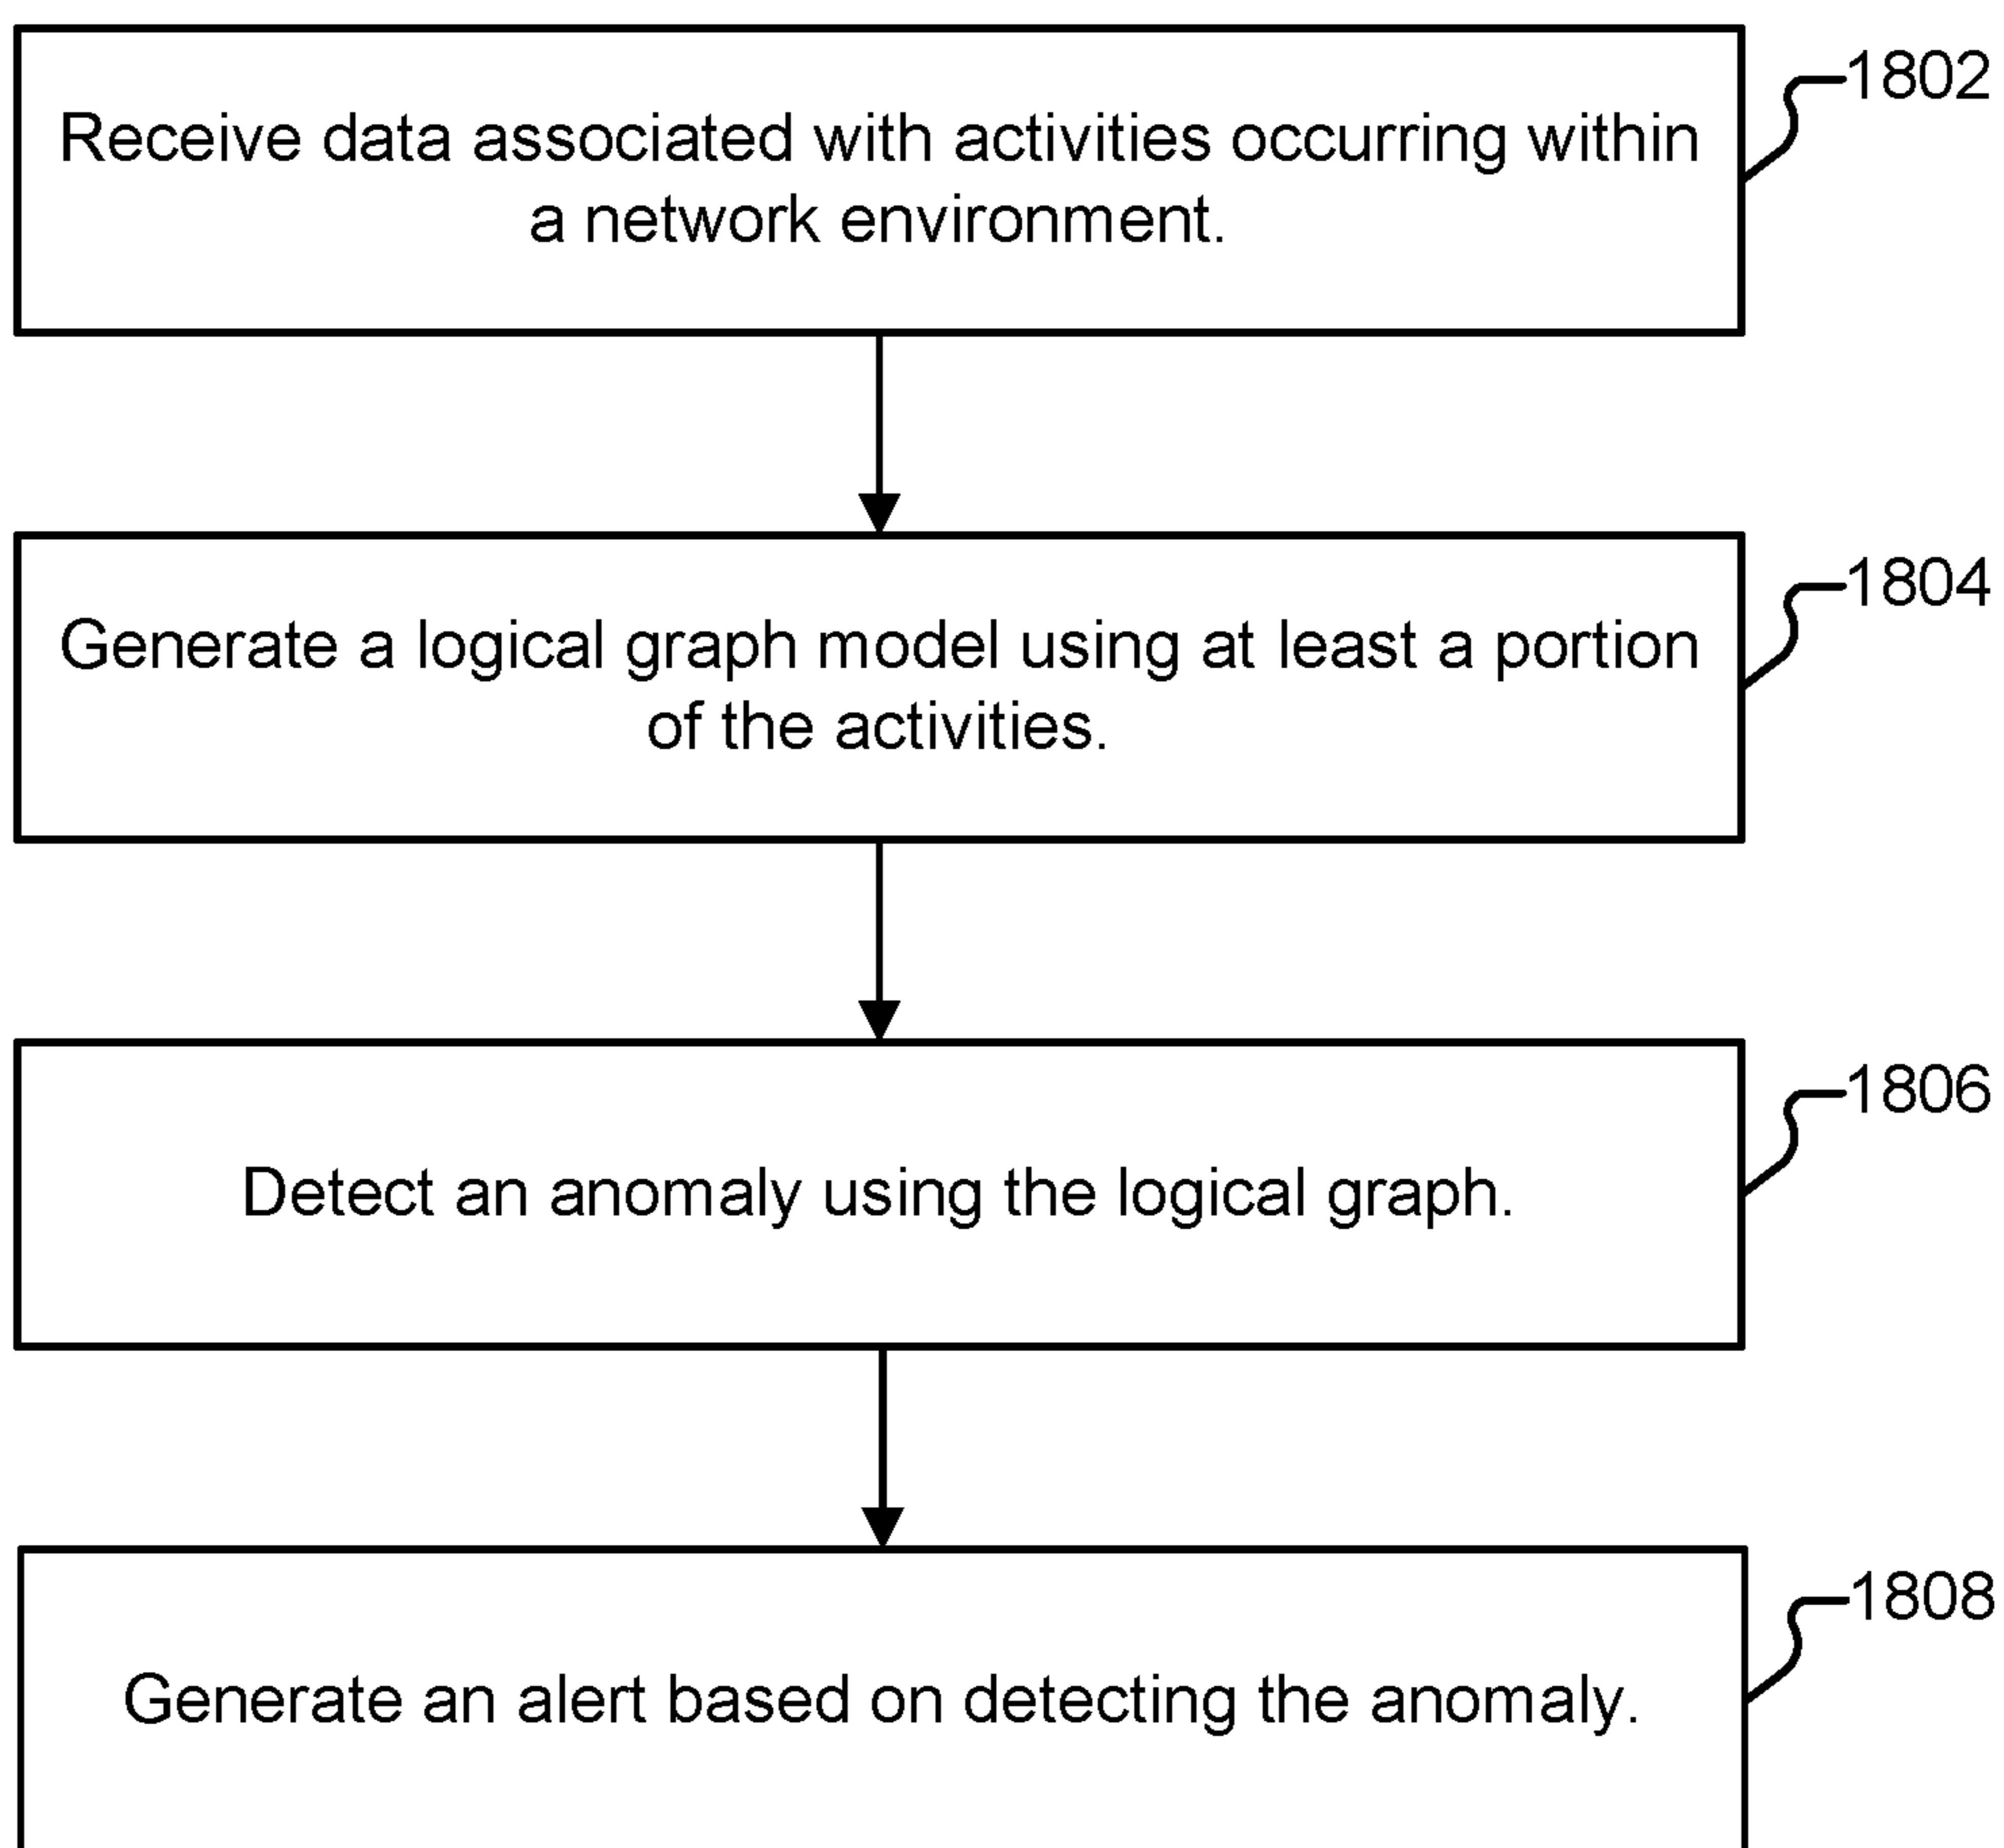 1802
Receive data associated with activities occurring within
a network environment.
1804
Generate a logical graph model using at least a portion
of the activities.
1806
Detect an anomaly using the logical graph.
1808
Generate an alert based on detecting the anomaly.